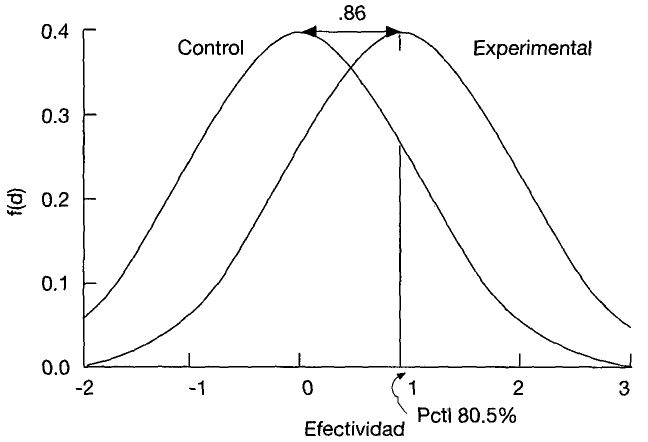 .86
Control
Experimental
0.4
0.3
0.2
0.1
0.0
f(d)
-2 -1 0 1 2 3
Pctl 80.5%
Efectividad